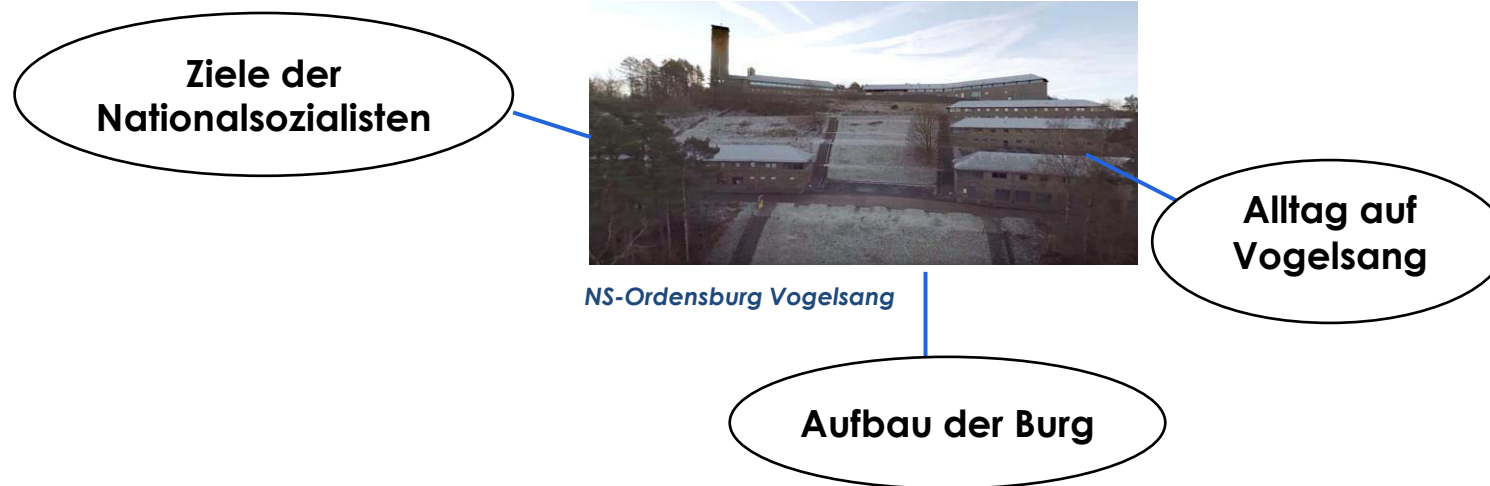 Ziele der
Nationalsozialisten
Alltag auf
Vogelsang
NS-Ordensburg Vogelsang
Aufbau der Burg